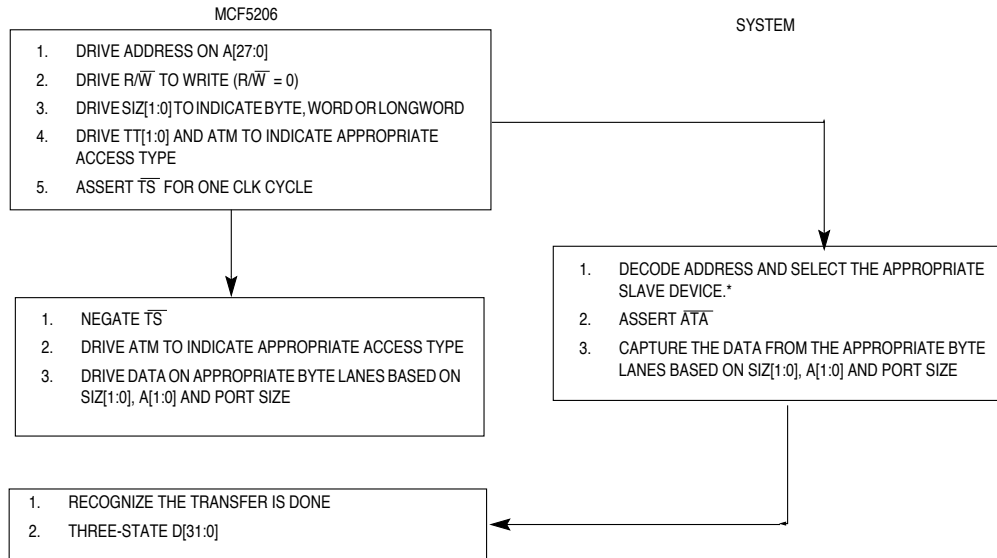 MCF5206
SYSTEM
1. DRIVE ADDRESS ON A[27:0]
2. DRIVE R/W̅ TO WRITE (R/W̅ = 0)
3. DRIVE SIZ[1:0] TO INDICATE BYTE, WORD OR LONGWORD
4. DRIVE TT[1:0] AND ATM TO INDICATE APPROPRIATE
ACCESS TYPE
5. ASSERT T̅S̅ FOR ONE CLK CYCLE
1. DECODE ADDRESS AND SELECT THE APPROPRIATE
SLAVE DEVICE.*
2. ASSERT A̅T̅A̅
3. CAPTURE THE DATA FROM THE APPROPRIATE BYTE
LANES BASED ON SIZ[1:0], A[1:0] AND PORT SIZE
1. NEGATE T̅S̅
2. DRIVE ATM TO INDICATE APPROPRIATE ACCESS TYPE
3. DRIVE DATA ON APPROPRIATE BYTE LANES BASED ON
SIZ[1:0], A[1:0] AND PORT SIZE
1. RECOGNIZE THE TRANSFER IS DONE
2. THREE-STATE D[31:0]